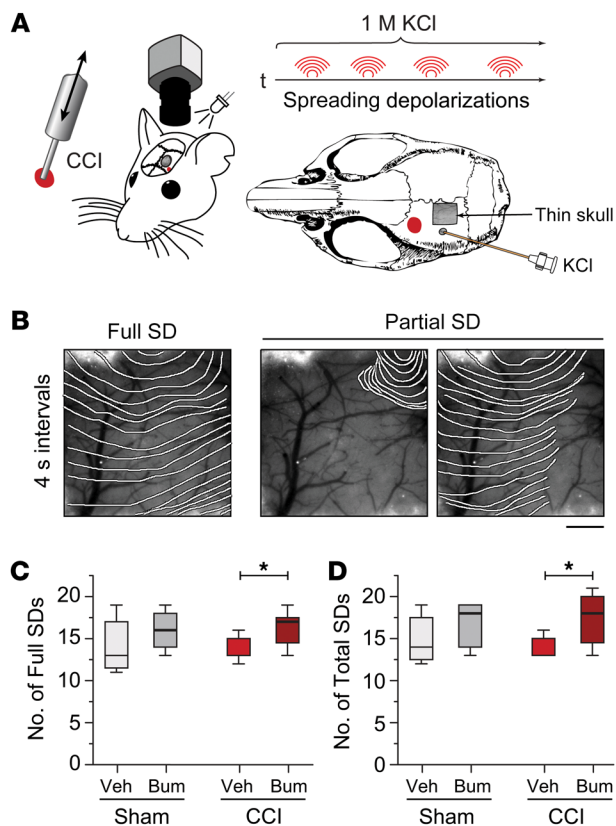 A
1 M KCl
t
Spreading depolarizations
CCI
Thin skull
KCl
B
Full SD
Partial SD
4 s intervals
C
No. of Full SDs
20
15
10
5
0
*
Veh
Bum
Veh
Bum
Sham
CCI
D
No. of Total SDs
20
15
10
5
0
*
Veh
Bum
Veh
Bum
Sham
CCI